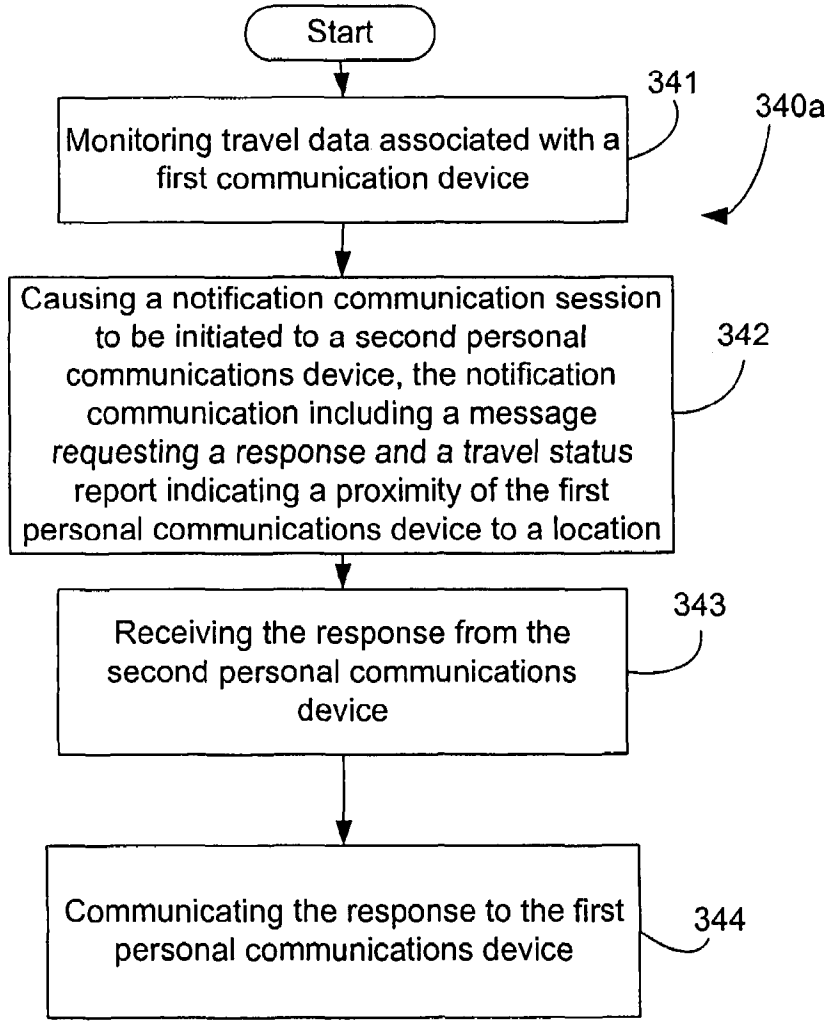 Start
341
340a
Monitoring travel data associated with a
first communication device
Causing a notification communication session
to be initiated to a second personal
communications device, the notification
communication including a message
requesting a response and a travel status
report indicating a proximity of the first
personal communications device to a location
342
Receiving the response from the
second personal communications
device
343
Communicating the response to the first
personal communications device
344